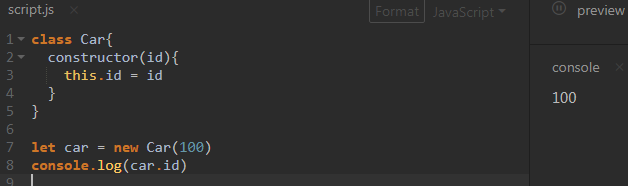 script.js × Format JavaScript preview
1 class Car{
2 constructor(id){
3 this.id = id
4 }
5 }
6
7 let car = new Car(100)
8 console.log(car.id)
9
console ×
100